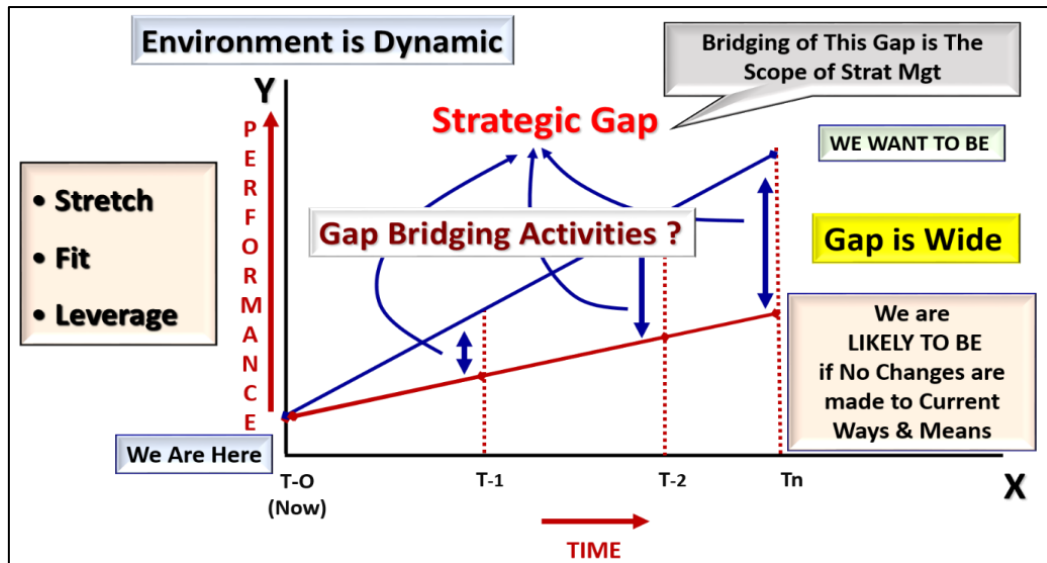 Environment is Dynamic
Bridging of This Gap is The
Scope of Strat Mgt
Y
PERFORMANCE
Strategic Gap
WE WANT TO BE
• Stretch
• Fit
• Leverage
Gap Bridging Activities ?
Gap is Wide
We are
LIKELY TO BE
if No Changes are
made to Current
Ways & Means
We Are Here
T-O
(Now)
T-1
T-2
Tn
X
TIME